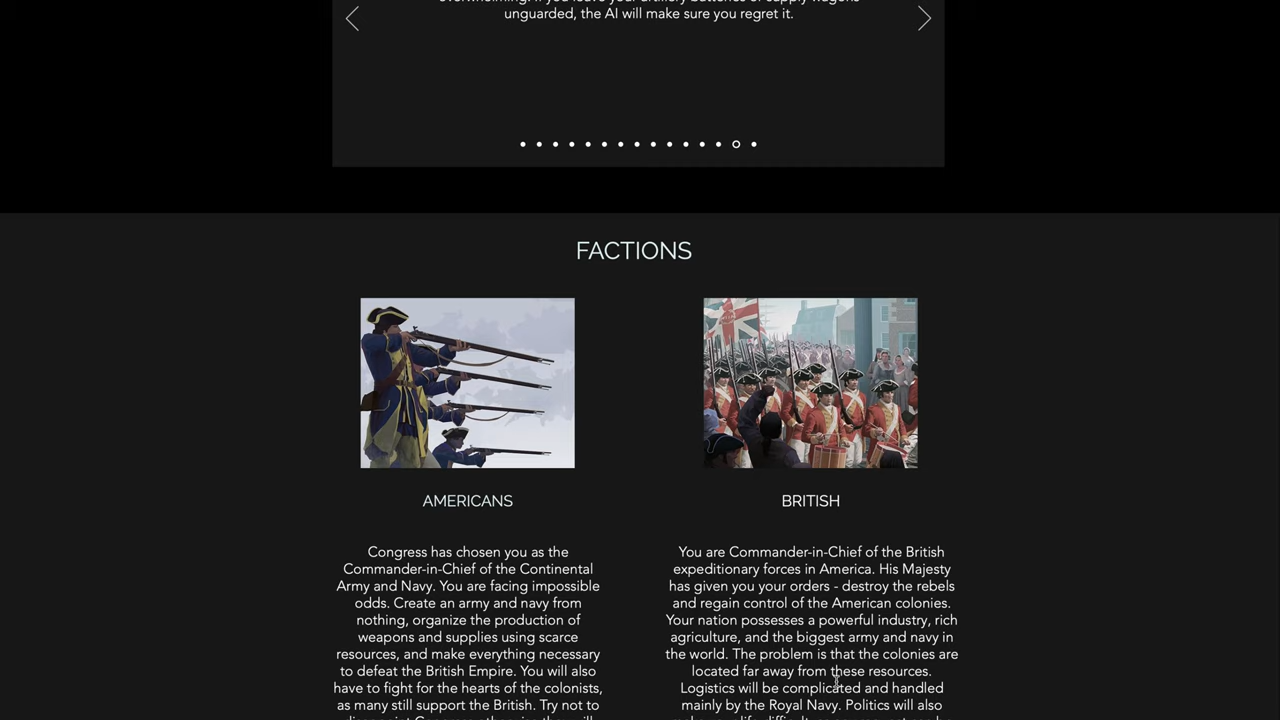 unguarded, the AI will make sure you regret it.
FACTIONS
AMERICANS
Congress has chosen you as the
Commander-in-Chief of the Continental
Army and Navy. You are facing impossible
odds. Create an army and navy from
nothing, organize the production of
weapons and supplies using scarce
resources, and make everything necessary
to defeat the British Empire. You will also
have to fight for the hearts of the colonists,
as many still support the British. Try not to
BRITISH
You are Commander-in-Chief of the British
expeditionary forces in America. His Majesty
has given you your orders - destroy the rebels
and regain control of the American colonies.
Your nation possesses a powerful industry, rich
agriculture, and the biggest army and navy in
the world. The problem is that the colonies are
located far away from these resources.
Logistics will be complicated and handled
mainly by the Royal Navy. Politics will also